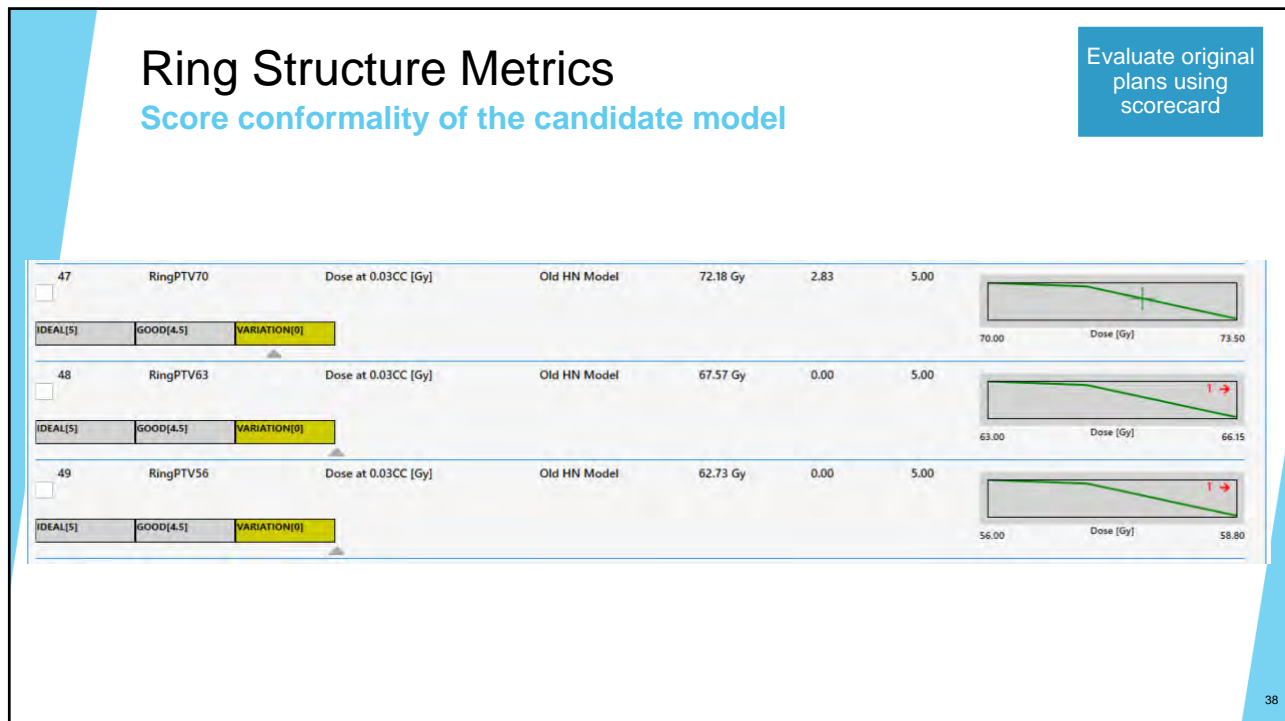 Ring Structure Metrics
Score conformality of the candidate model
Evaluate original
plans using
scorecard
47 RingPTV70 Dose at 0.03CC [Gy] Old HN Model 72.18 Gy 2.83 5.00
IDEAL[5] GOOD[4.5] VARIATION[0]
70.00 Dose [Gy] 73.50
48 RingPTV63 Dose at 0.03CC [Gy] Old HN Model 67.57 Gy 0.00 5.00
1 →
IDEAL[5] GOOD[4.5] VARIATION[0]
63.00 Dose [Gy] 66.15
49 RingPTV56 Dose at 0.03CC [Gy] Old HN Model 62.73 Gy 0.00 5.00
1 →
IDEAL[5] GOOD[4.5] VARIATION[0]
56.00 Dose [Gy] 58.80
38